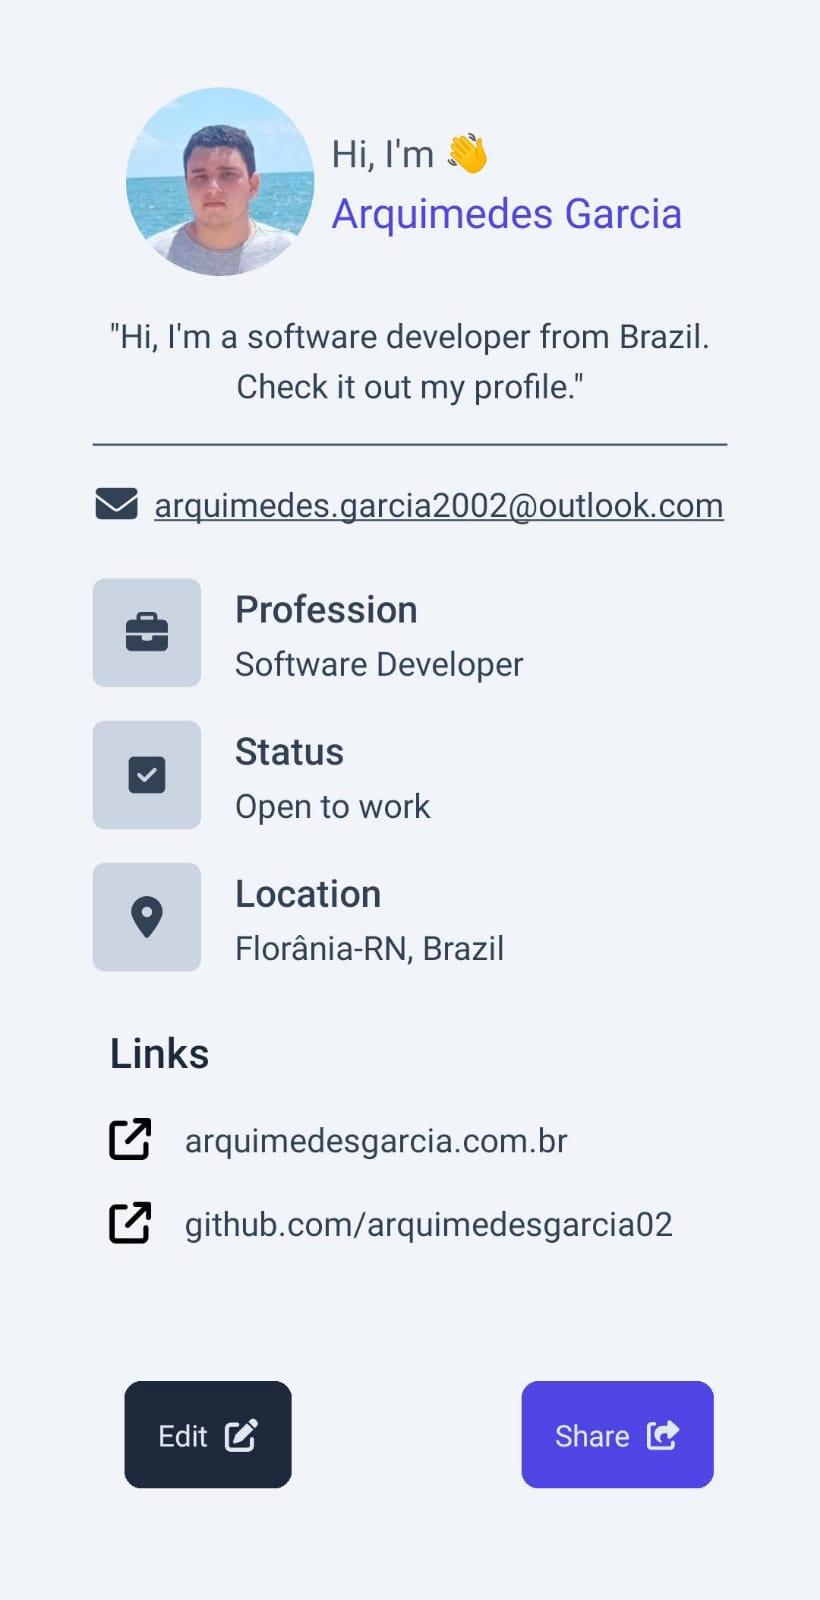 Hi, I'm 👋
Arquimedes Garcia
"Hi, I'm a software developer from Brazil.
Check it out my profile."
arquimedes.garcia2002@outlook.com
Profession
Software Developer
Status
Open to work
Location
Florânia-RN, Brazil
Links
arquimedesgarcia.com.br
github.com/arquimedesgarcia02
Edit
Share